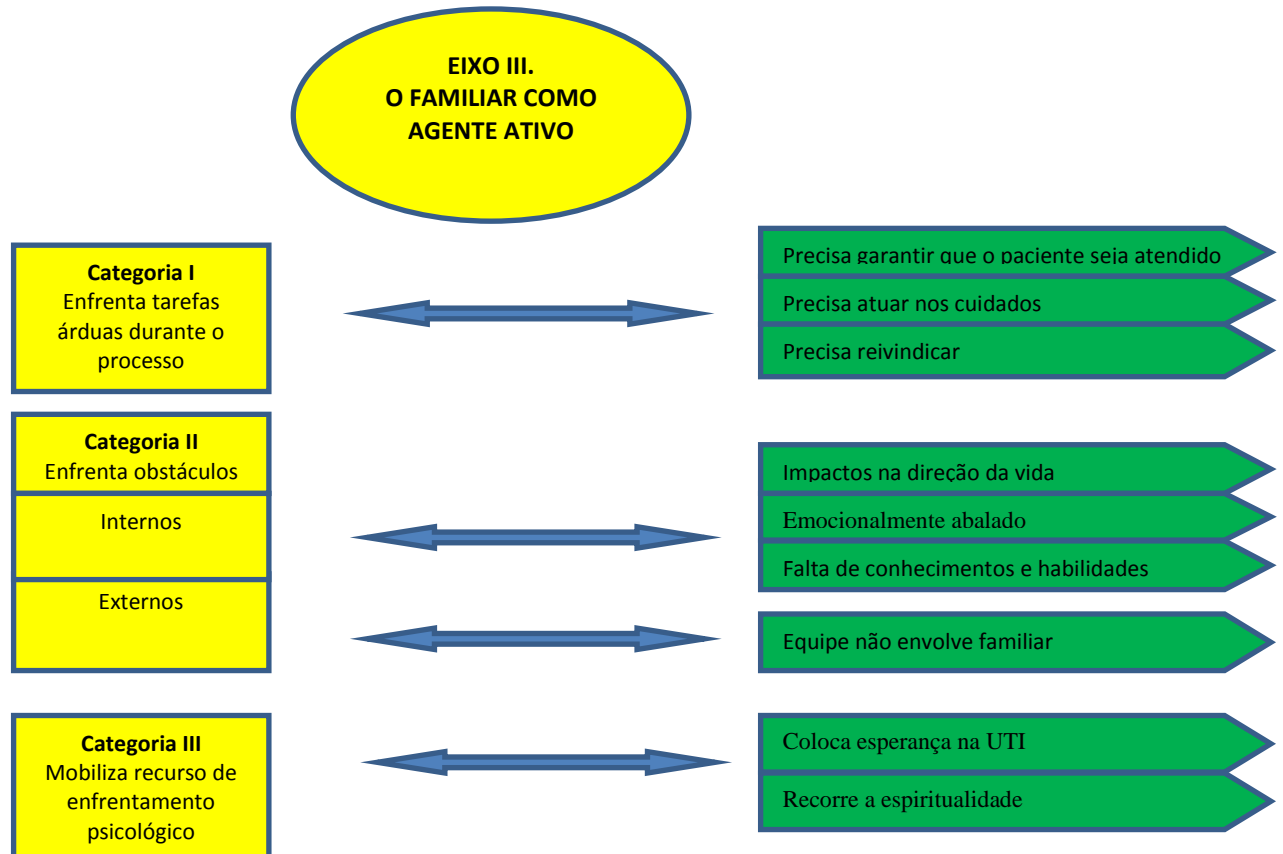 EIXO III.
O FAMILIAR COMO
AGENTE ATIVO
Categoria I
Enfrenta tarefas
árduas durante o
processo
Precisa garantir que o paciente seja atendido
Precisa atuar nos cuidados
Precisa reivindicar
Categoria II
Enfrenta obstáculos
Internos
Externos
Impactos na direção da vida
Emocionalmente abalado
Falta de conhecimentos e habilidades
Equipe não envolve familiar
Categoria III
Mobiliza recurso de
enfrentamento
psicológico
Coloca esperança na UTI
Recorre a espiritualidade